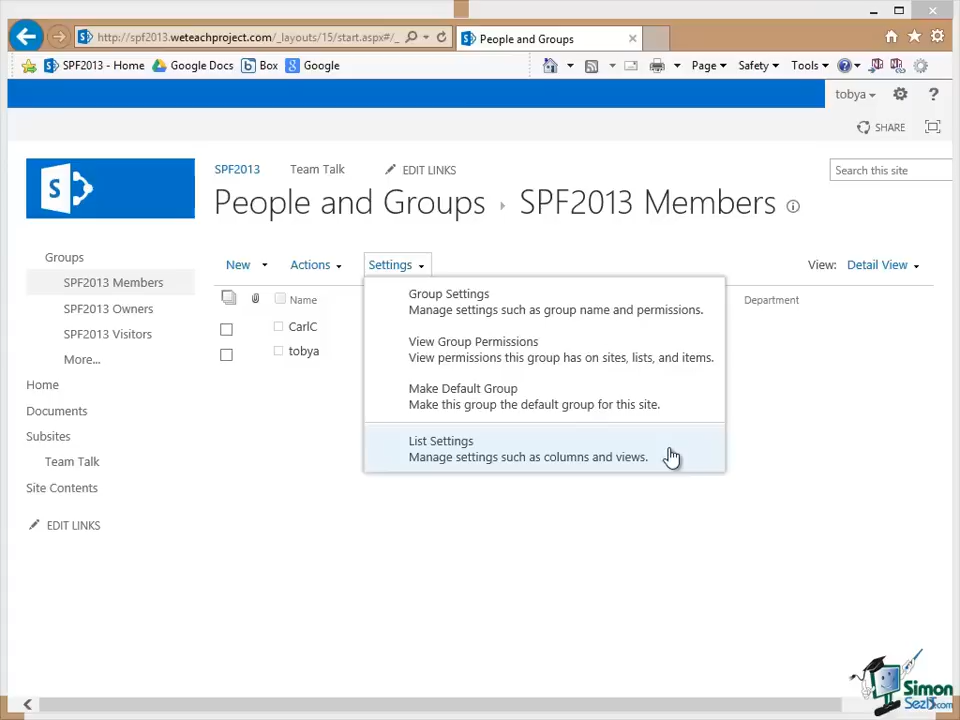 http://spf2013.weteachproject.com/_layouts/15/start.aspx#/_
People and Groups
SPF2013 - Home
Google Docs
Box
Google
Page
Safety
Tools
tobya
?
SHARE
SPF2013
Team Talk
EDIT LINKS
Search this site
People and Groups
SPF2013 Members
Groups
SPF2013 Members
SPF2013 Owners
SPF2013 Visitors
More...
Home
Documents
Subsites
Team Talk
Site Contents
EDIT LINKS
New
Actions
Settings
View: Detail View
Name
Department
CarlC
tobya
Group Settings
Manage settings such as group name and permissions.
View Group Permissions
View permissions this group has on sites, lists, and items.
Make Default Group
Make this group the default group for this site.
List Settings
Manage settings such as columns and views.
Simon
SezIT.com